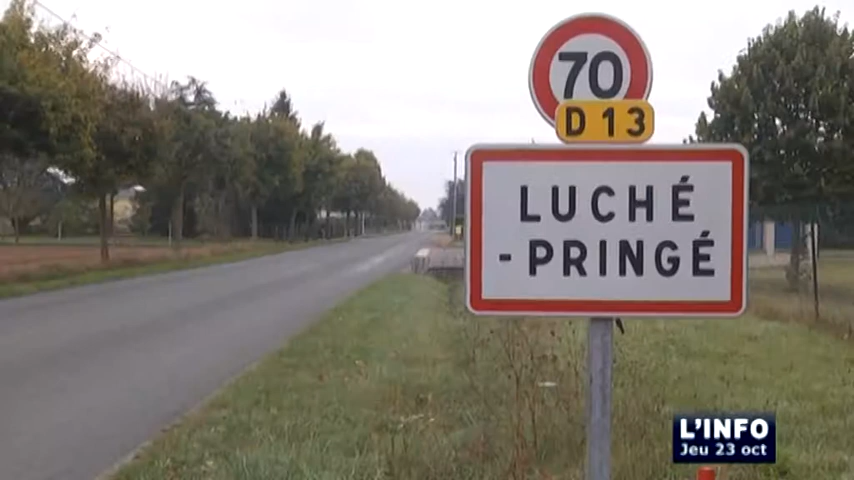 70
D 13
LUCHÉ
-PRINGÉ
L'INFO
Jeu 23 oct